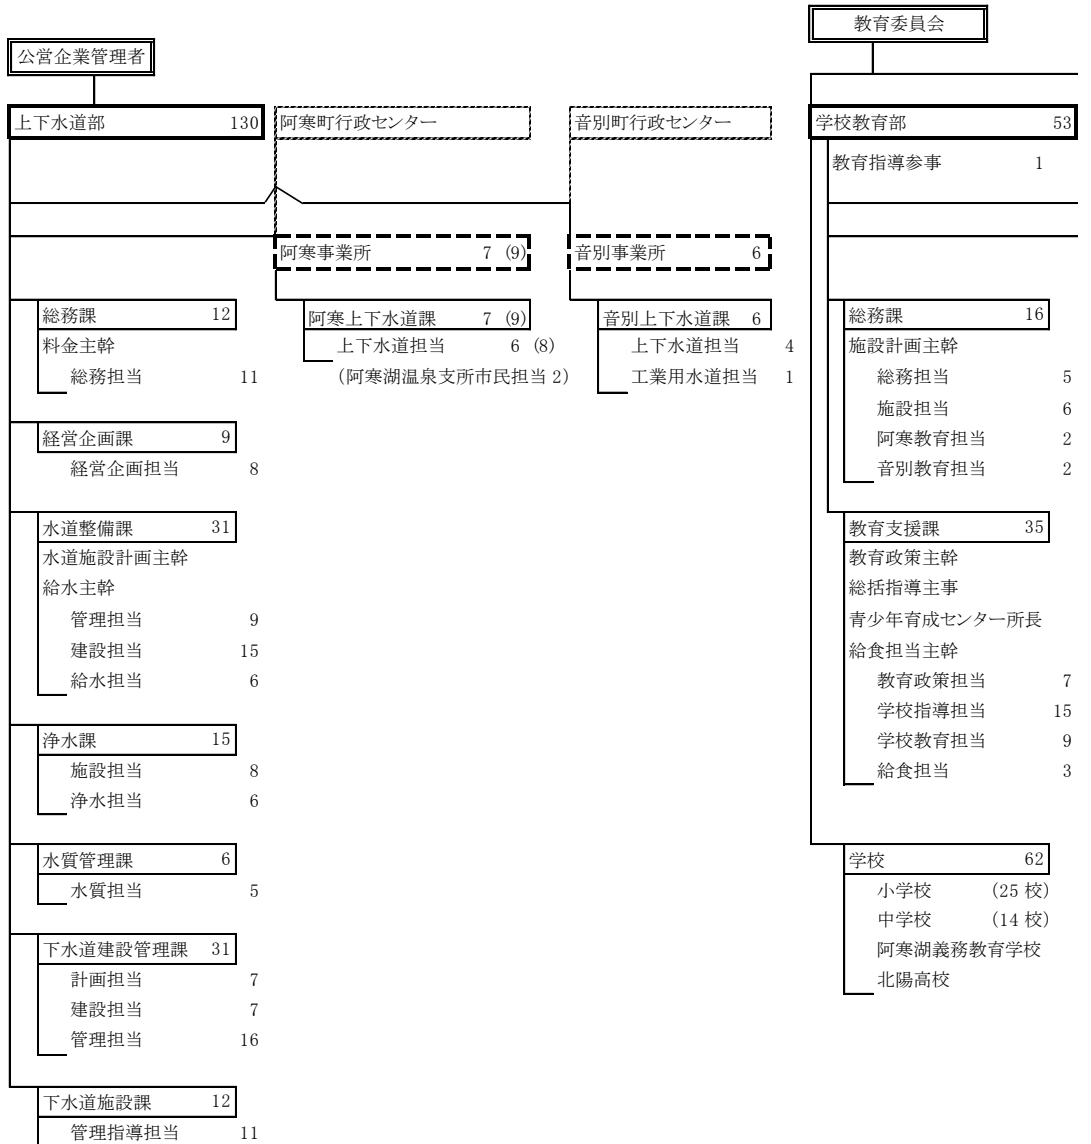 公営企業管理者
上下水道部 130
総務課 12
料金主幹
総務担当 11
経営企画課 9
経営企画担当 8
水道整備課 31
水道施設計画主幹
給水主幹
管理担当 9
建設担当 15
給水担当 6
浄水課 15
施設担当 8
浄水担当 6
水質管理課 6
水質担当 5
下水道建設管理課 31
計画担当 7
建設担当 7
管理担当 16
下水道施設課 12
管理指導担当 11
阿寒町行政センター
阿寒事業所 7 (9)
阿寒上下水道課 7 (9)
上下水道担当 6 (8)
(阿寒湖温泉支所市民担当 2)
音別町行政センター
音別事業所 6
音別上下水道課 6
上下水道担当 4
工業用水道担当 1
教育委員会
学校教育部 53
教育指導参事 1
総務課 16
施設計画主幹
総務担当 5
施設担当 6
阿寒教育担当 2
音別教育担当 2
教育支援課 35
教育政策主幹
総括指導主事
青少年育成センター所長
給食担当主幹
教育政策担当 7
学校指導担当 15
学校教育担当 9
給食担当 3
学校 62
小学校 (25 校)
中学校 (14 校)
阿寒湖義務教育学校
北陽高校